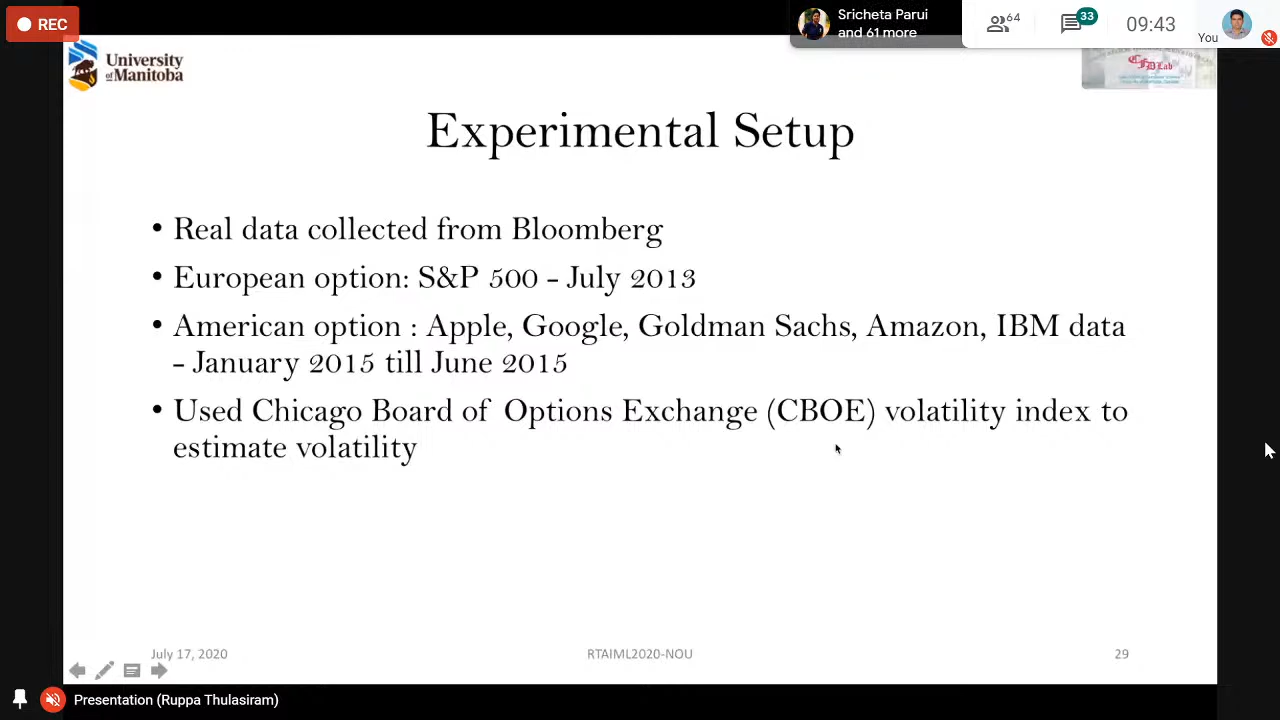 REC
Sricheta Parui
and 61 more
64
33
09:43
You
University
of Manitoba
CFD Lab
Experimental Setup
• Real data collected from Bloomberg
• European option: S&P 500 – July 2013
• American option : Apple, Google, Goldman Sachs, Amazon, IBM data
– January 2015 till June 2015
• Used Chicago Board of Options Exchange (CBOE) volatility index to
estimate volatility
July 17, 2020
RTAIML2020-NOU
29
Presentation (Ruppa Thulasiram)